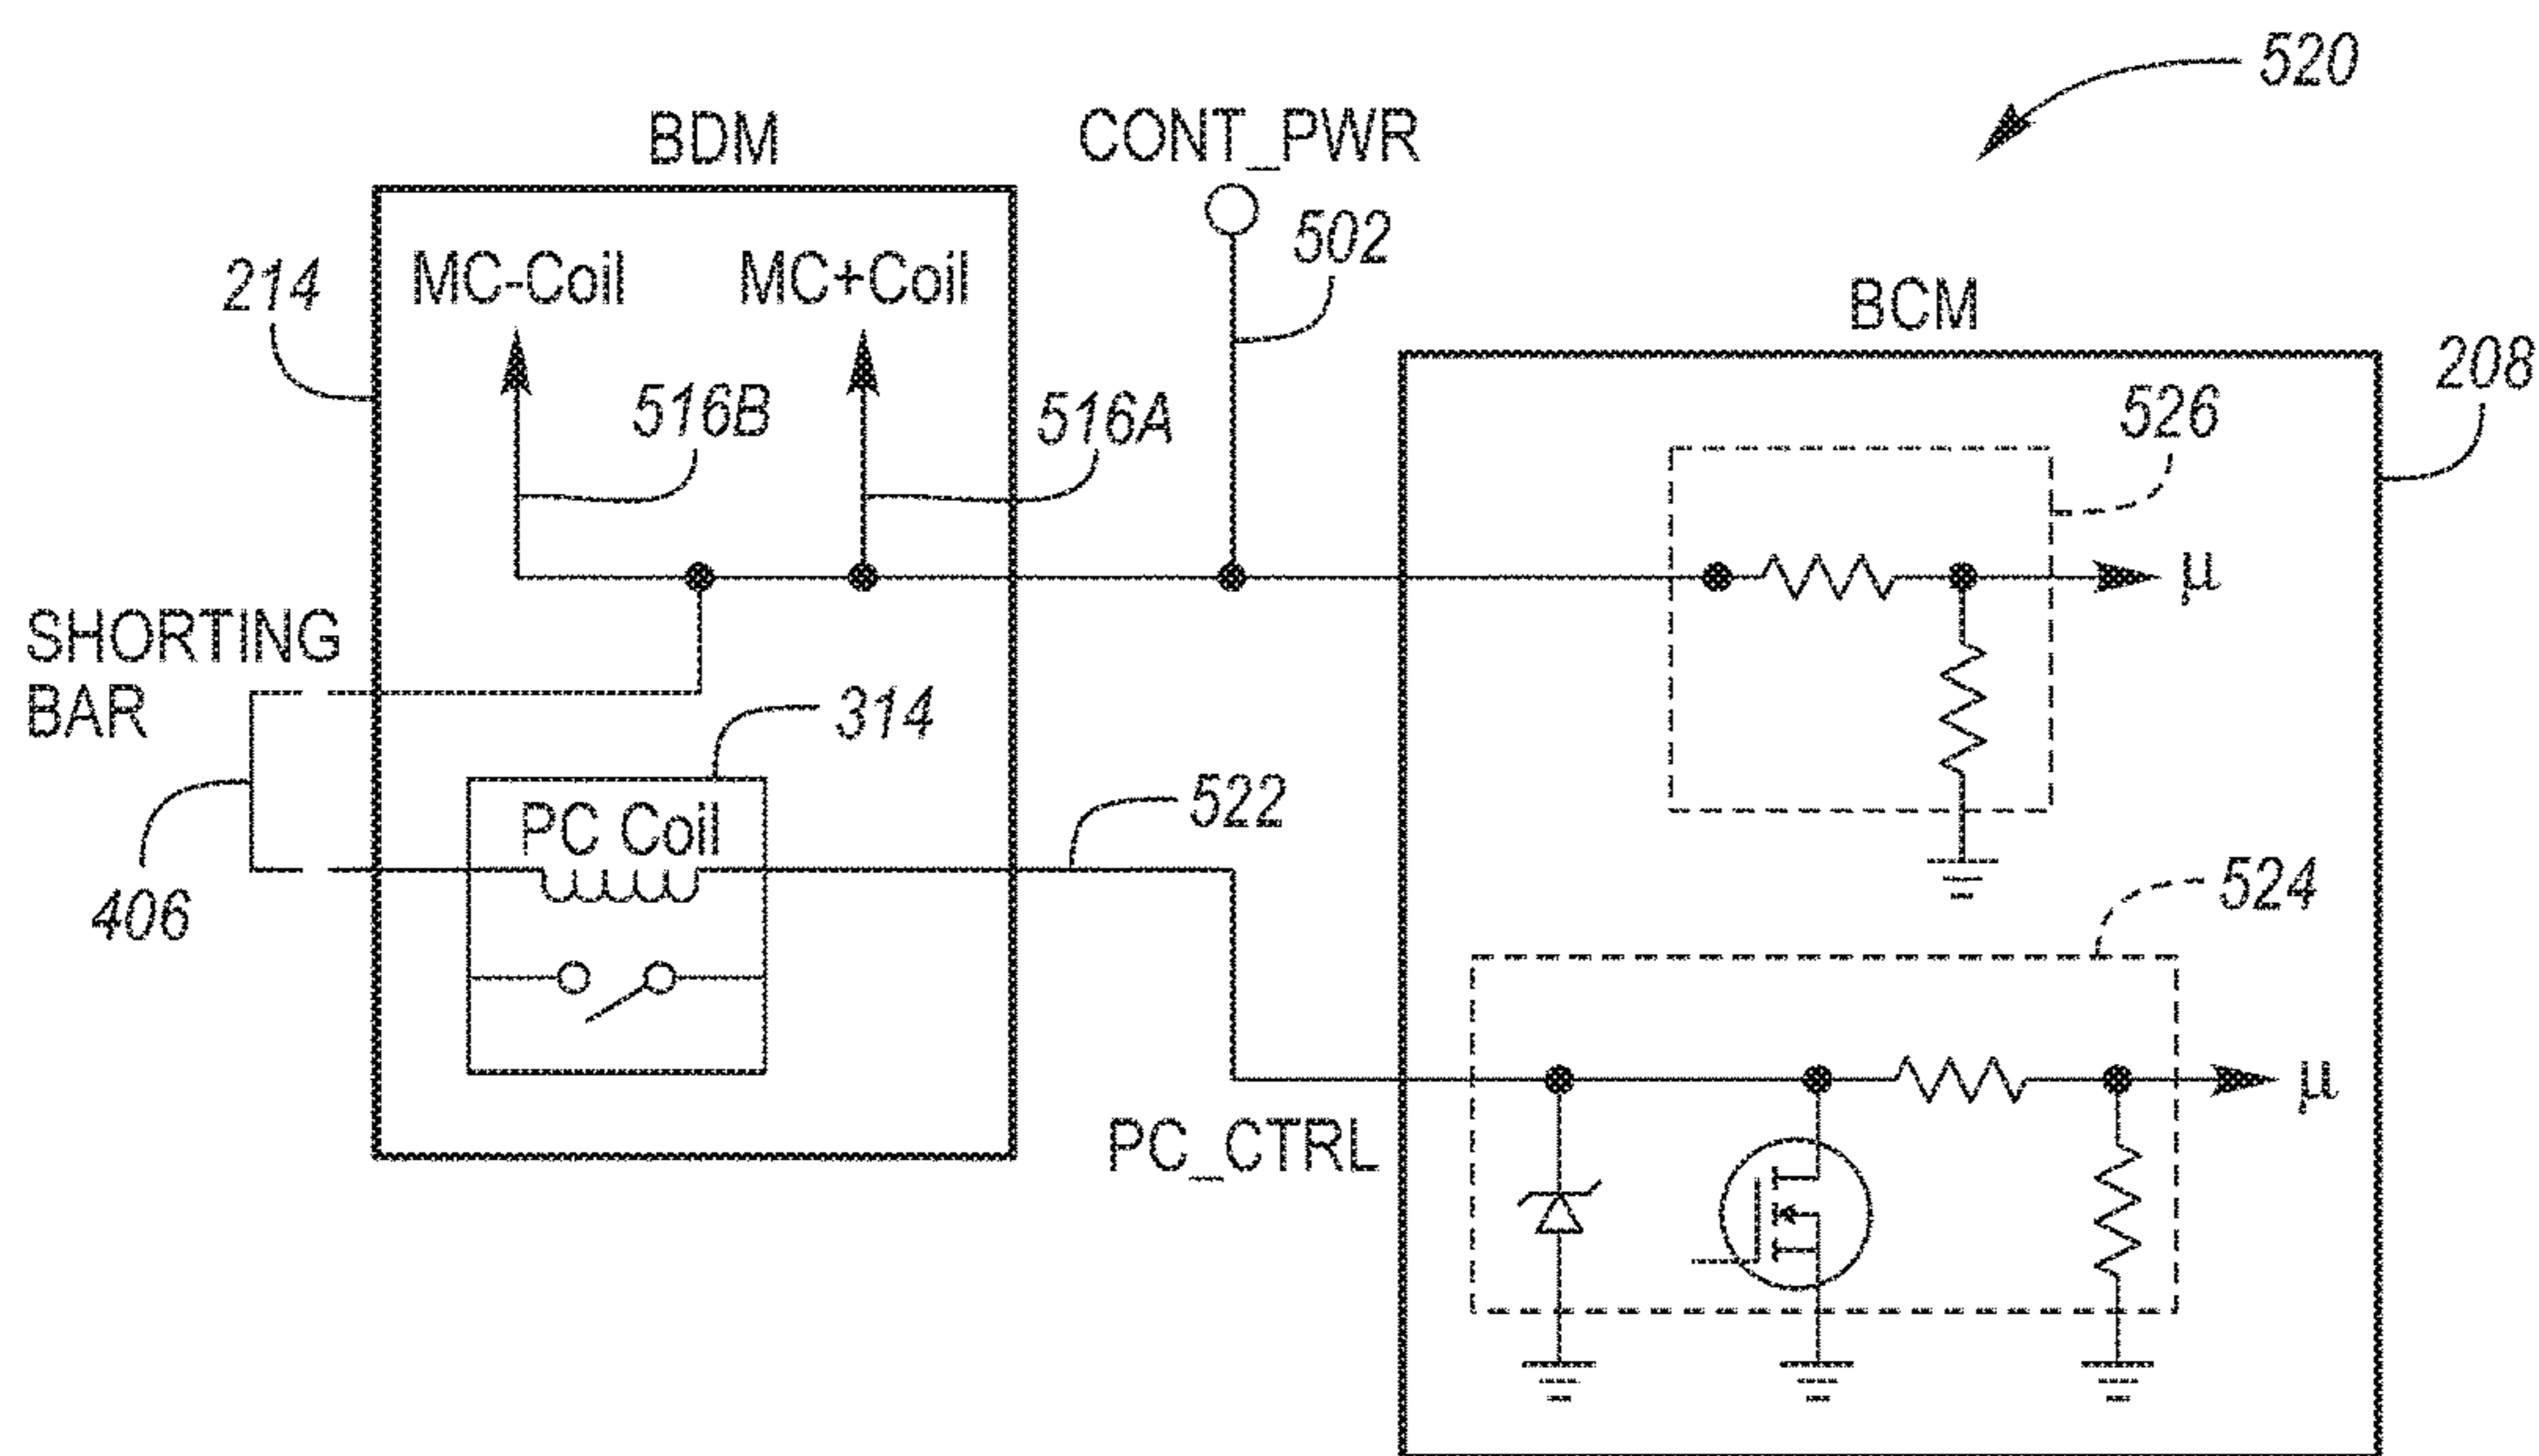 520
BDM
CONT_PWR
502
214
MC-Coil
MC+Coil
BCM
208
516B
516A
526
μ
SHORTING
BAR
314
PC Coil
522
406
524
μ
PC_CTRL